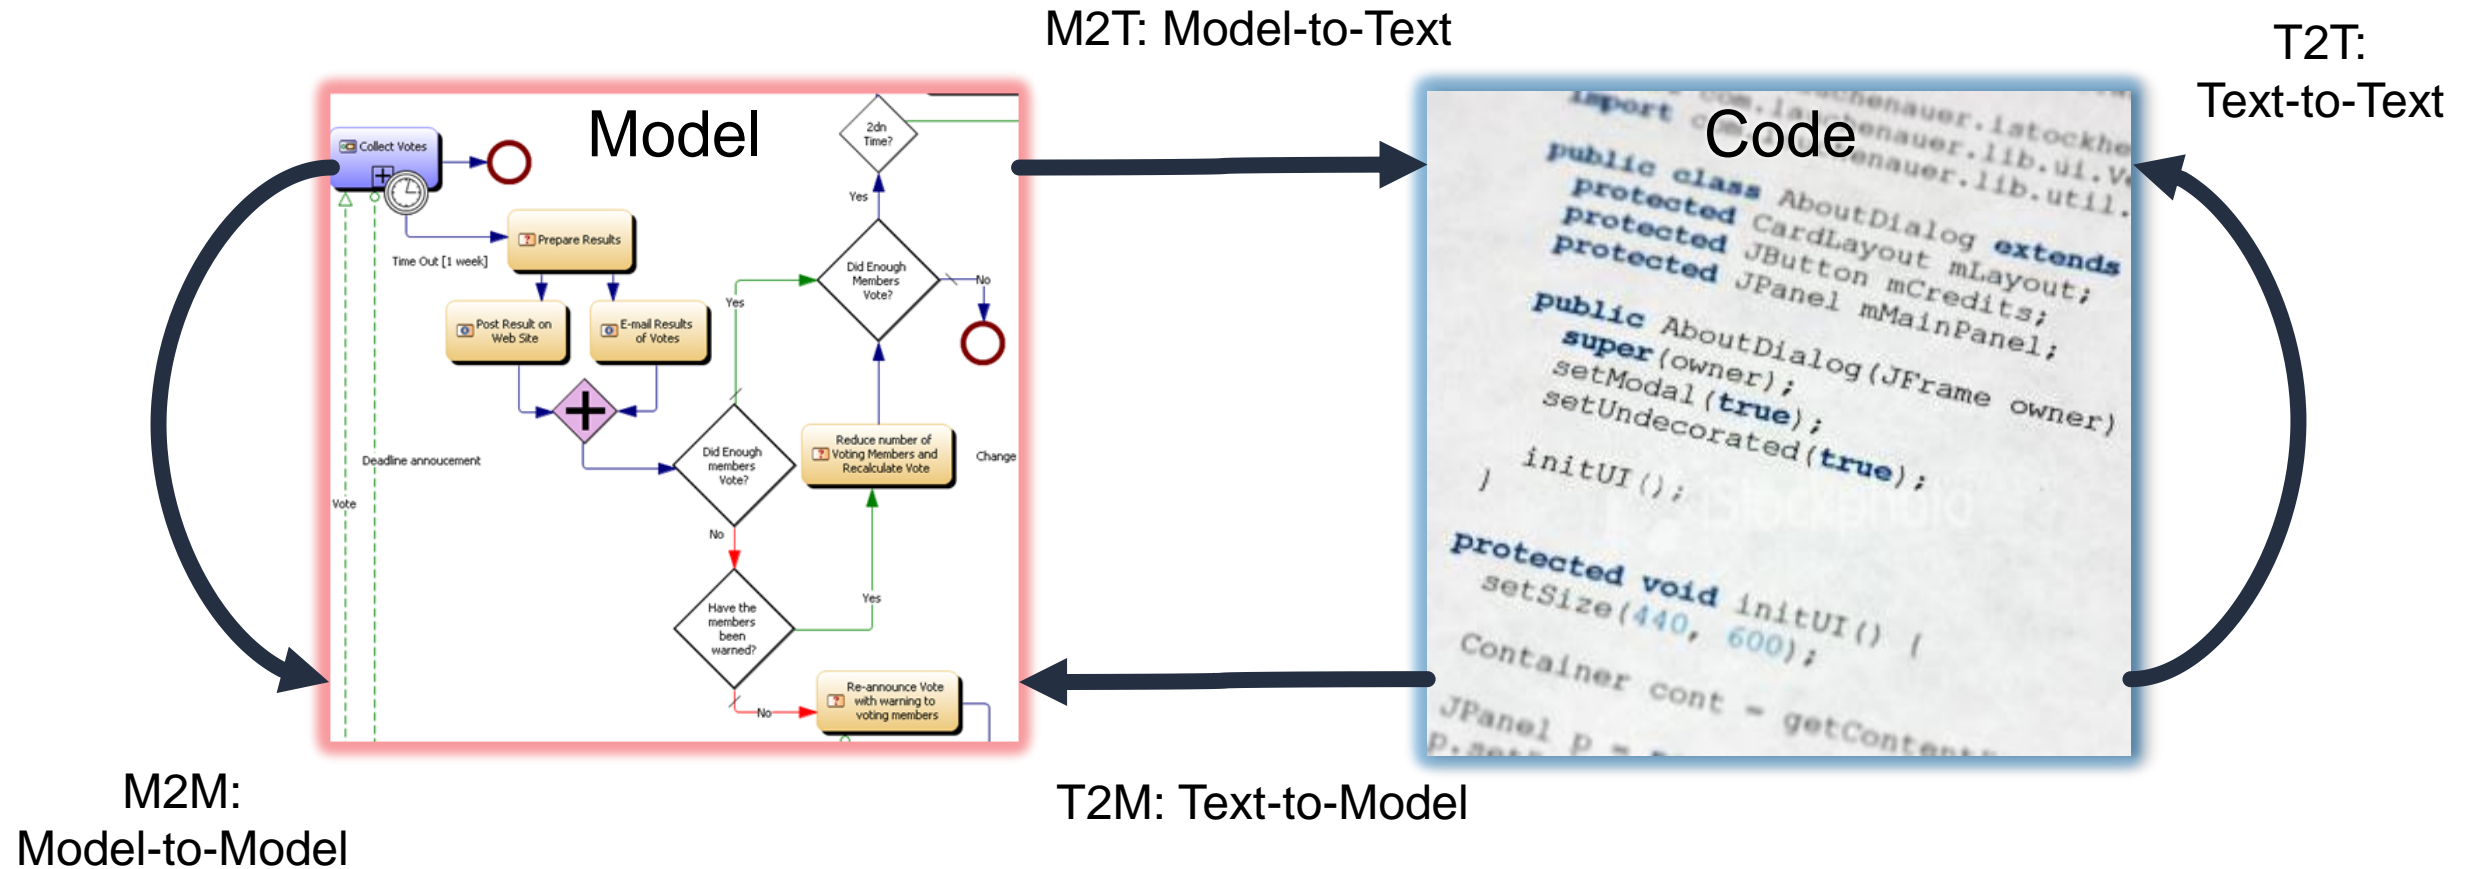 M2T: Model-to-Text
T2T:
Text-to-Text
Model
Collect Votes
2dn
Time?
Yes
Prepare Results
Time Out [1 week]
Did Enough
Members
Vote?
No
Yes
Post Result on
Web Site
E-mail Results
of Votes
Reduce number of
Voting Members and
Recalculate Vote
Change
Did Enough
members
Vote?
Deadline annoucement
Vote
No
Have the
members
been
warned?
Yes
No
Re-announce Vote
with warning to
voting members
Code
import
public class AboutDialog extends
protected CardLayout mLayout;
protected JButton mCredits;
protected JPanel mMainPanel;
public AboutDialog(JFrame owner)
super(owner);
setModal(true);
setUndecorated(true);
initUI();
}
protected void initUI() {
setSize(440, 600);
Container cont = getContent
JPanel p =
M2M:
Model-to-Model
T2M: Text-to-Model